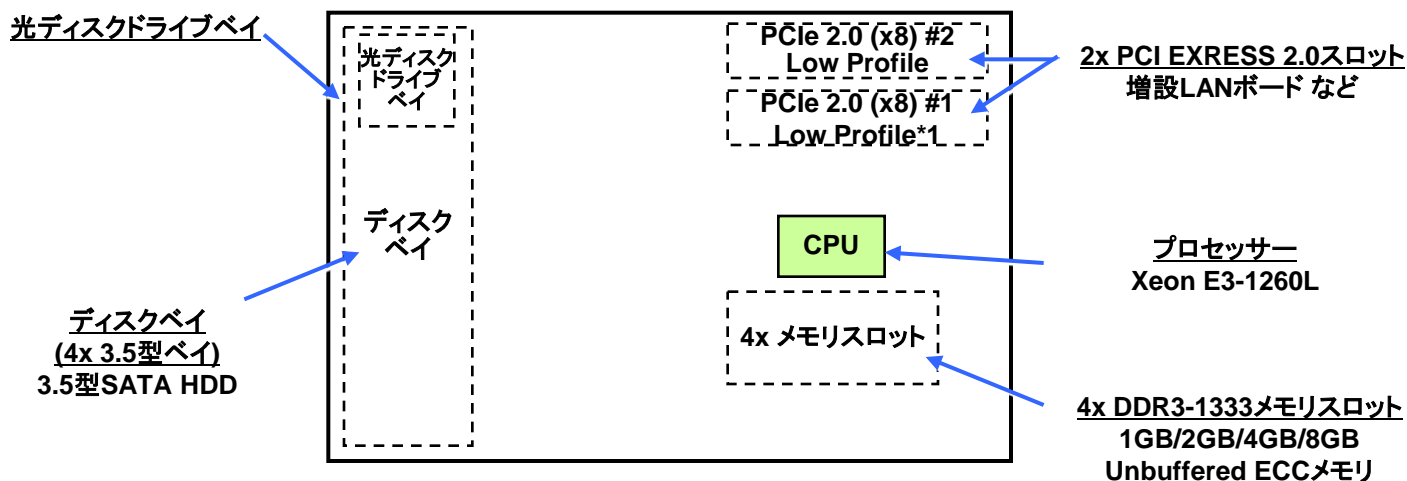 光ディスクドライブベイ
光ディスク
ドライブ
ベイ
ディスク
ベイ
ディスクベイ
(4x 3.5型ベイ)
3.5型SATA HDD
PCIe 2.0 (x8) #2
Low Profile
PCIe 2.0 (x8) #1
Low Profile*1
CPU
4x メモリスロット
2x PCI EXRESS 2.0スロット
増設LANボード など
プロセッサー
Xeon E3-1260L
4x DDR3-1333メモリスロット
1GB/2GB/4GB/8GB
Unbuffered ECCメモリ